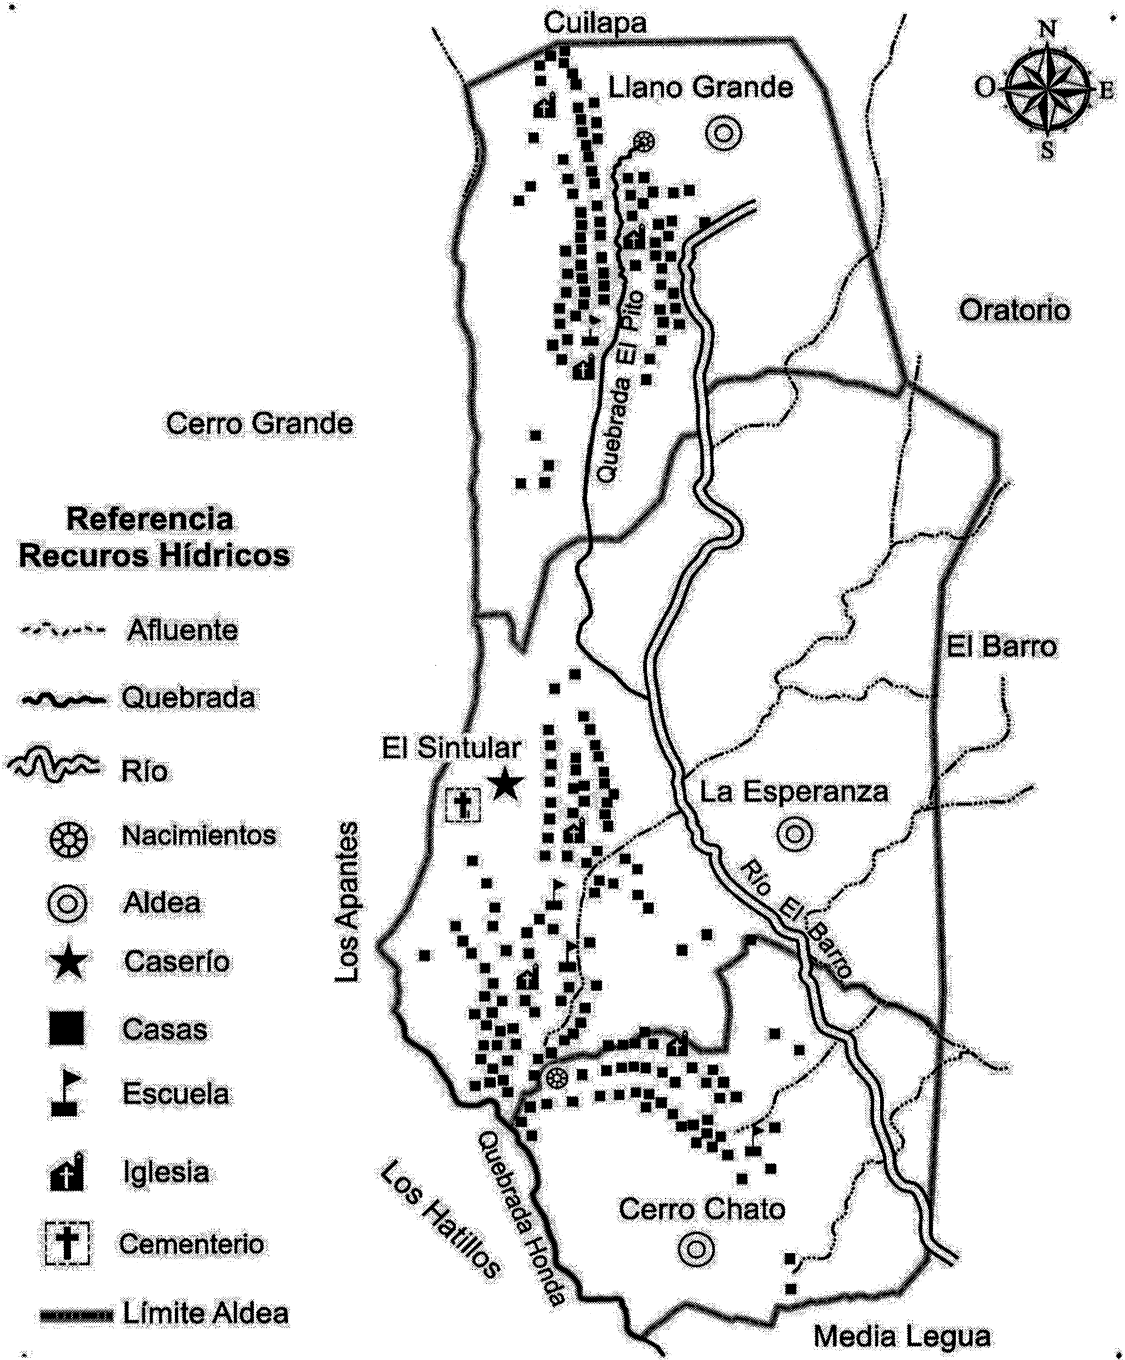 Cuilapa
N
O
E
S
Llano Grande
Oratorio
Quebrada El Pito
Cerro Grande
Referencia
Recuros Hídricos
Afluente
Quebrada
Río
Nacimientos
Aldea
Caserío
Casas
Escuela
Iglesia
Cementerio
Límite Aldea
El Barro
El Sintular
La Esperanza
Los Apantes
Río El Barro
Quebrada Honda
Los Hatillos
Cerro Chato
Media Legua